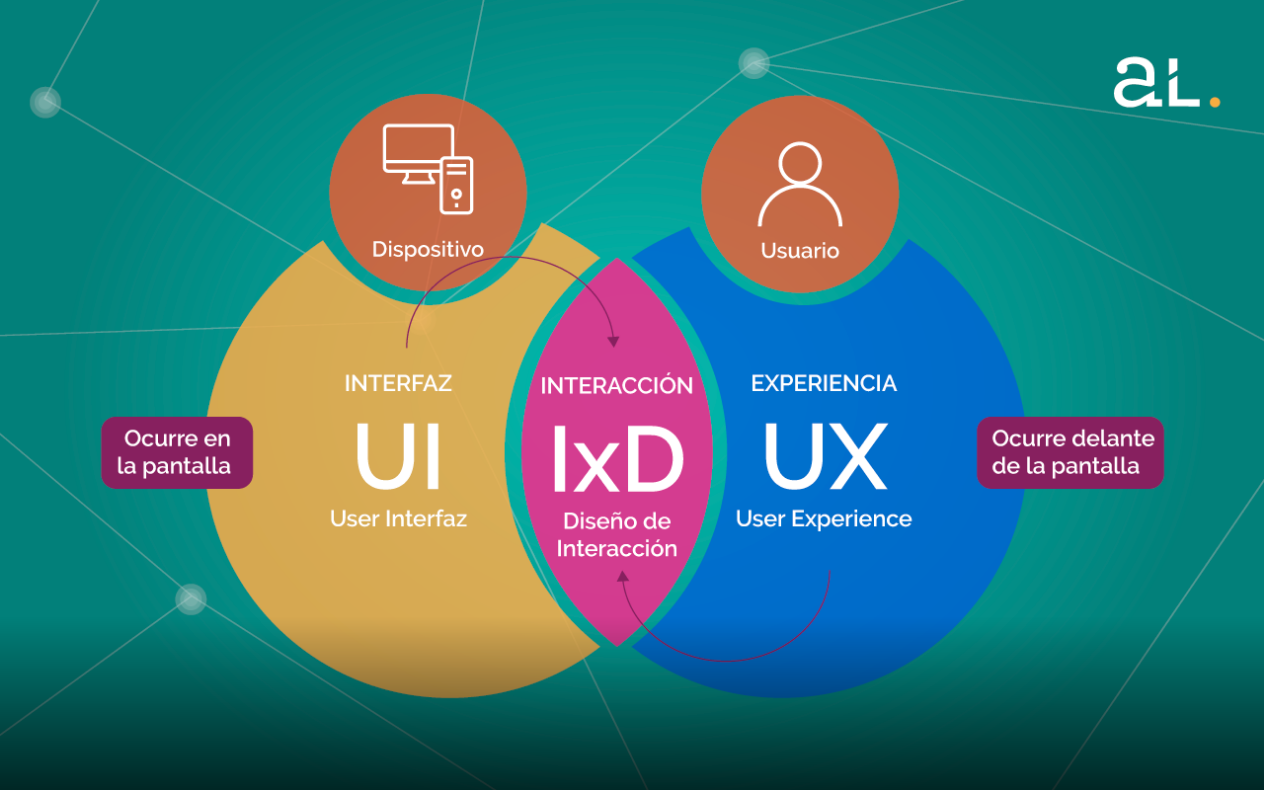 aL.
Dispositivo
Usuario
INTERFAZ
UI
User Interfaz
INTERACCIÓN
IxD
Diseño de
Interacción
EXPERIENCIA
UX
User Experience
Ocurre en
la pantalla
Ocurre delante
de la pantalla